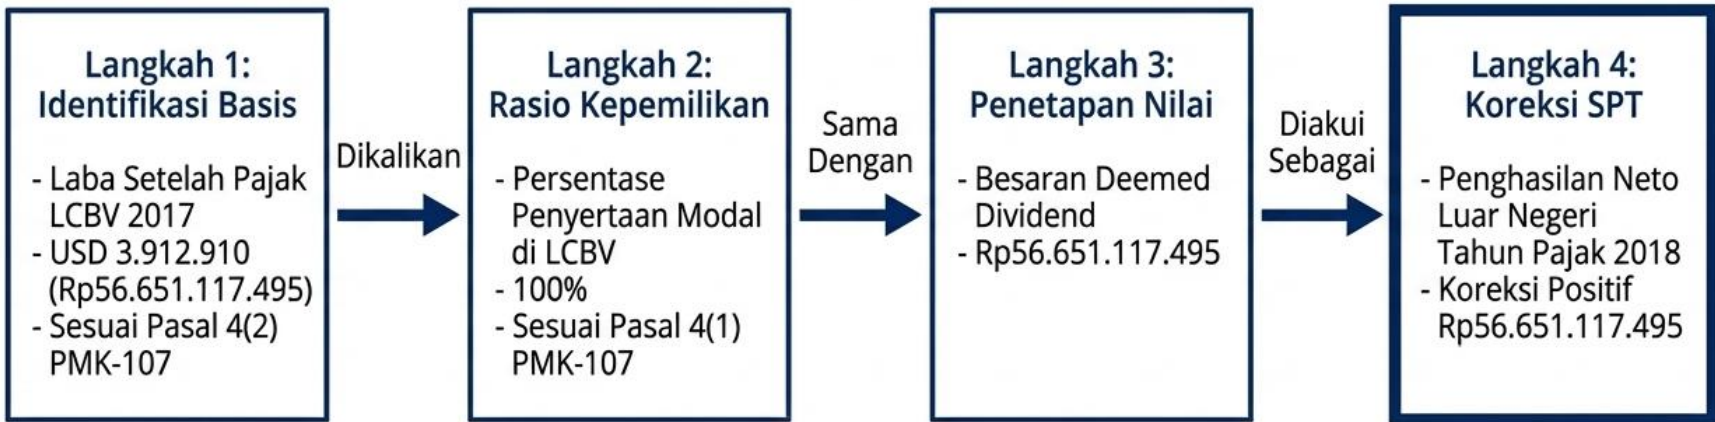 Langkah 1:
Identifikasi Basis
- Laba Setelah Pajak
LCBV 2017
- USD 3.912.910
(Rp56.651.117.495)
- Sesuai Pasal 4(2)
PMK-107
Dikalikan
Langkah 2:
Rasio Kepemilikan
- Persentase
Penyertaan Modal
di LCBV
- 100%
- Sesuai Pasal 4(1)
PMK-107
Sama
Dengan
Langkah 3:
Penetapan Nilai
- Besaran Deemed
Dividend
- Rp56.651.117.495
Diakui
Sebagai
Langkah 4:
Koreksi SPT
- Penghasilan Neto
Luar Negeri
Tahun Pajak 2018
- Koreksi Positif
Rp56.651.117.495